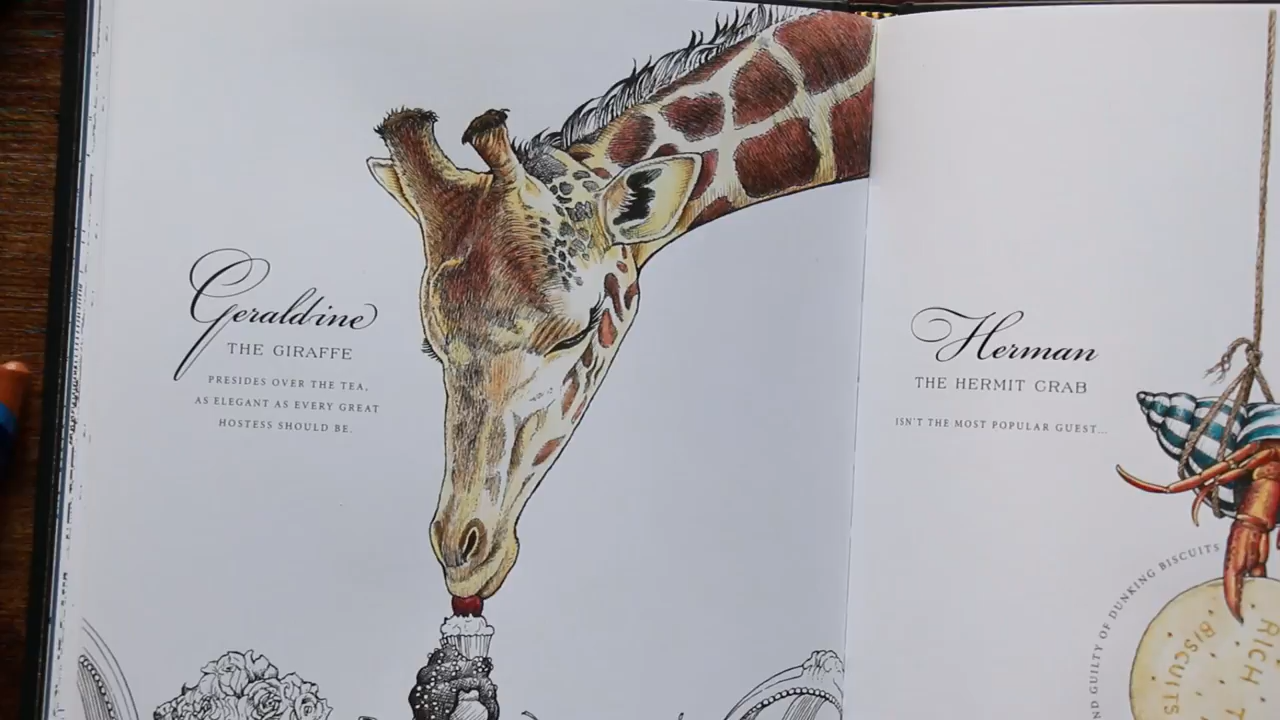 Geraldine
THE GIRAFFE
PRESIDES OVER THE TEA,
AS ELEGANT AS EVERY GREAT
HOSTESS SHOULD BE.
Herman
THE HERMIT CRAB
ISN'T THE MOST POPULAR GUEST...
GUILTY OF DUNKING BISCUITS
RICH
BISCUITS